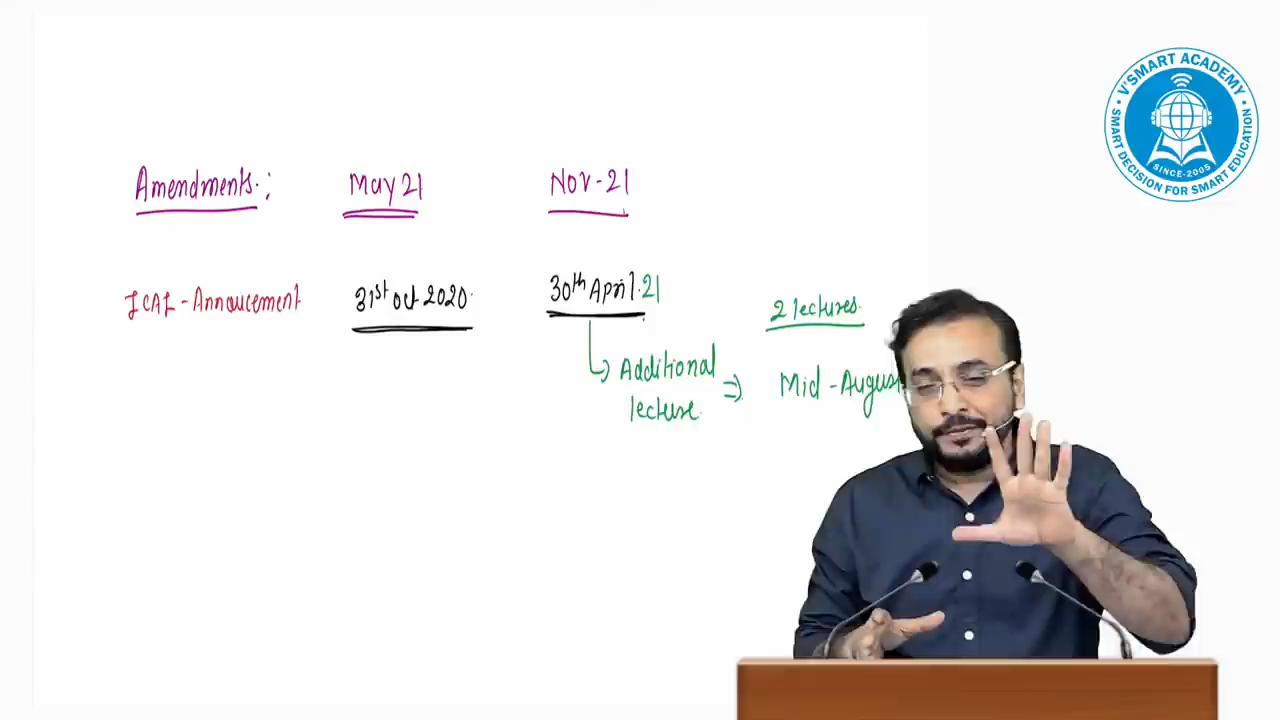 V'SMART ACADEMY
SMART DECISION FOR SMART EDUCATION
SINCE-2005
Amendments : May 21 Nov-21
ICAI - Annoucement 31st Oct 2020 30th April. 21
2 lectures.
Additional ⇒ Mid - Augus
lecture.